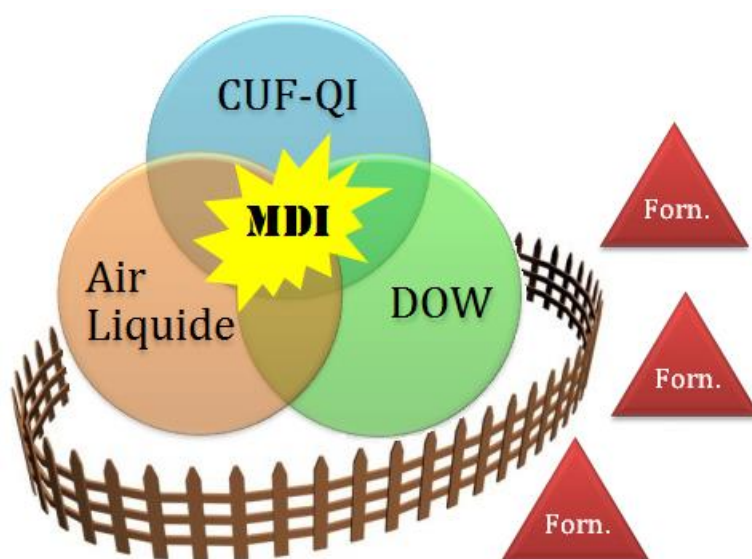 CUF-QI
MDI
Air
Liquide
DOW
Forn.
Forn.
Forn.